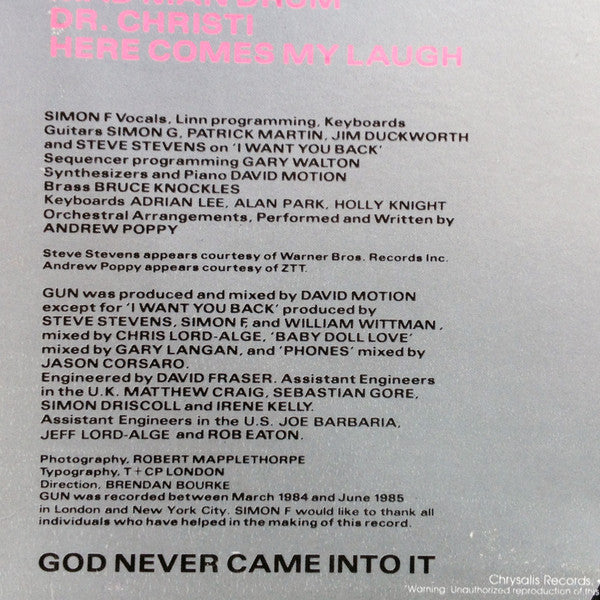 DR. CHRISTI
HERE COMES MY LAUGH
SIMON F Vocals, Linn programming, Keyboards
Guitars SIMON G, PATRICK MARTIN, JIM DUCKWORTH
and STEVE STEVENS on 'I WANT YOU BACK'
Sequencer programming GARY WALTON
Synthesizers and Piano DAVID MOTION
Brass BRUCE KNOCKLES
Keyboards ADRIAN LEE, ALAN PARK, HOLLY KNIGHT
Orchestral Arrangements, Performed and Written by
ANDREW POPPY
Steve Stevens appears courtesy of Warner Bros. Records Inc.
Andrew Poppy appears courtesy of ZTT.
GUN was produced and mixed by DAVID MOTION
except for 'I WANT YOU BACK' produced by
STEVE STEVENS, SIMON F, and WILLIAM WITTMAN,
mixed by CHRIS LORD-ALGE, 'BABY DOLL LOVE'
mixed by GARY LANGAN, and 'PHONES' mixed by
JASON CORSARO.
Engineered by DAVID FRASER. Assistant Engineers
in the U.K. MATTHEW CRAIG, SEBASTIAN GORE,
SIMON DRISCOLL and IRENE KELLY.
Assistant Engineers in the U.S. JOE BARBARIA,
JEFF LORD-ALGE and ROB EATON.
Photography, ROBERT MAPPLETHORPE
Typography, T+CP LONDON
Direction, BRENDAN BOURKE
GUN was recorded between March 1984 and June 1985
in London and New York City. SIMON F would like to thank all
individuals who have helped in the making of this record.
GOD NEVER CAME INTO IT
Chrysalis Records,
"Warning: Unauthorized reproduction of this